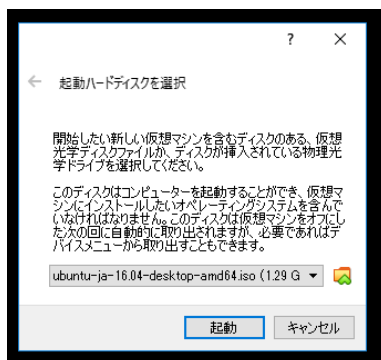 ?
起動ハードディスクを選択
開始したい新しい仮想マシンを含むディスクのある、仮想
光学ディスクファイルか、ディスクが挿入されている物理光
学ドライブを選択してください。
このディスクはコンピューターを起動することができ、仮想マ
シンにインストールしたいオペレーティングシステムを含んで
いなければなりません。このディスクは仮想マシンをオフにし
た次の回に自動的に取り出されますが、必要であればデ
バイスメニューから取り出すこともできます。
ubuntu-ja-16.04-desktop-amd64.iso (1.29 G
起動
キャンセル